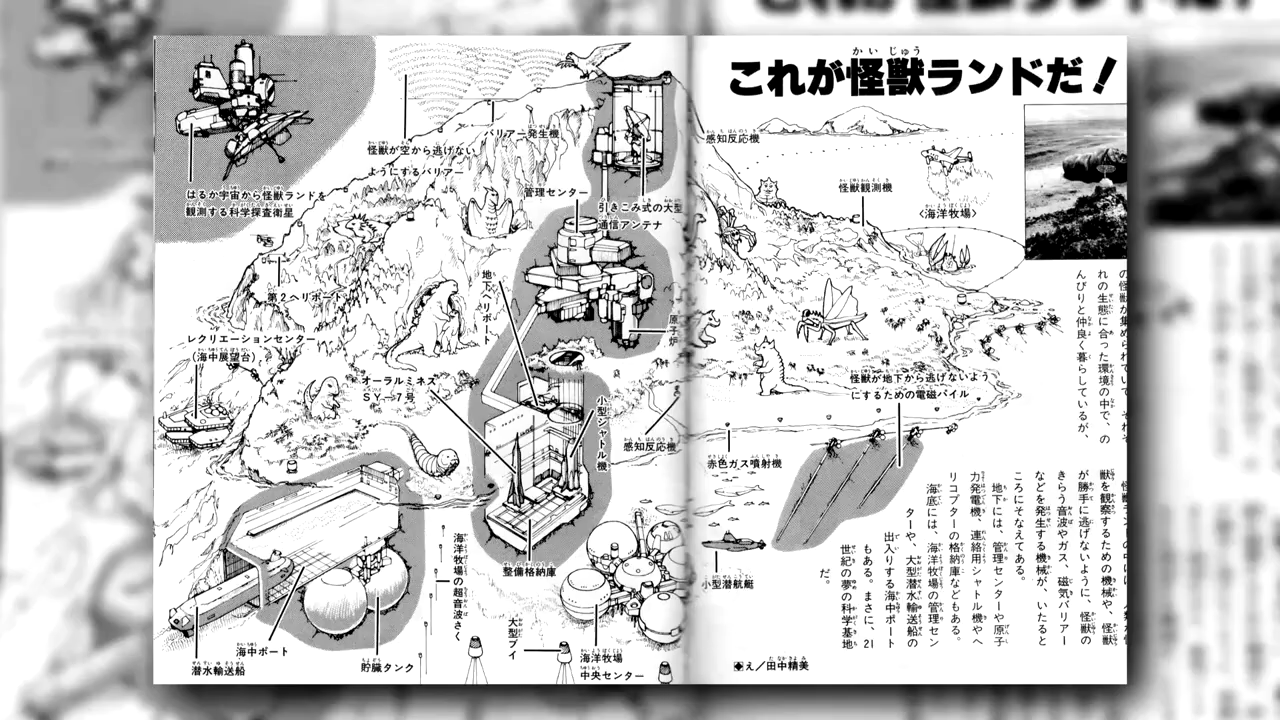 これが怪獣ランドだ!
かいじゅう
はるか宇宙から怪獣ランドを
観測する科学探査衛星
怪獣が空から逃げない
ようにするバリアー
バリアー発生機
管理センター
引きこみ式の大型
通信アンテナ
感知反応機
怪獣観測機
〈海洋牧場〉
第2ヘリポート
地下ヘリポート
原子炉
レクリエーションセンター
(海中展望台)
オーラルミネス
SY-7号
小型シャトル機
感知反応機
怪獣が地下から逃げないよう
にするための電磁パイル
赤色ガス噴射機
小型潜航艇
整備格納庫
海洋牧場の超音波さく
大型ブイ
海洋牧場
中央センター
海中ポート
潜水輸送船
貯臓タンク
の怪獣が集められていて、それぞ
れの生態に合った環境の中で、の
んびりと仲良く暮らしているが、
獣を観察するための機械や、怪獣
が勝手に逃げないように、怪獣の
きらう音波やガス、磁気バリアー
などを発生する機械が、いたると
ころにそなえてある。
地下には、管理センターや原子
力発電機、連絡用シャトル機やヘ
リコプターの格納庫などもある。
海底には、海洋牧場の管理セン
ターや、大型潜水輸送船の
出入りする海中ポート
もある。まさに、21
世紀の夢の科学基地
だ。
◆え/田中精美